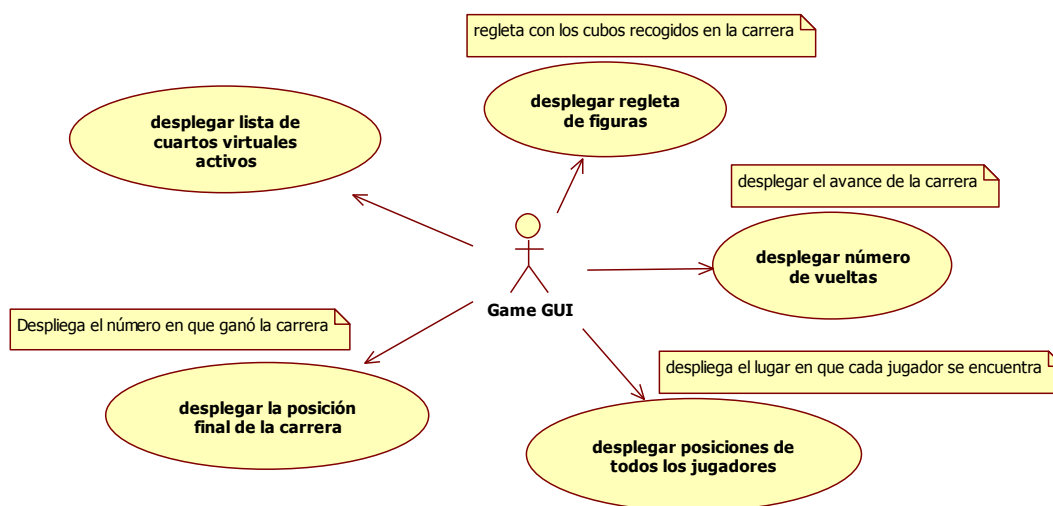 regleta con los cubos recogidos en la carrera
desplegar regleta
de figuras
desplegar lista de
cuartos virtuales
activos
desplegar el avance de la carrera
desplegar número
de vueltas
Game GUI
Despliega el número en que ganó la carrera
desplegar la posición
final de la carrera
despliega el lugar en que cada jugador se encuentra
desplegar posiciones de
todos los jugadores